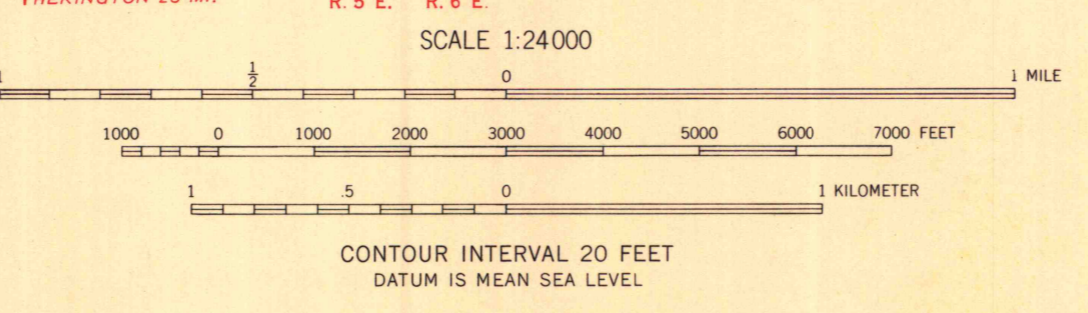 R. 5 E. R. 6 E.
SCALE 1:24000
1 1/2 0 1 MILE
1000 0 1000 2000 3000 4000 5000 6000 7000 FEET
1 .5 0 1 KILOMETER
CONTOUR INTERVAL 20 FEET
DATUM IS MEAN SEA LEVEL